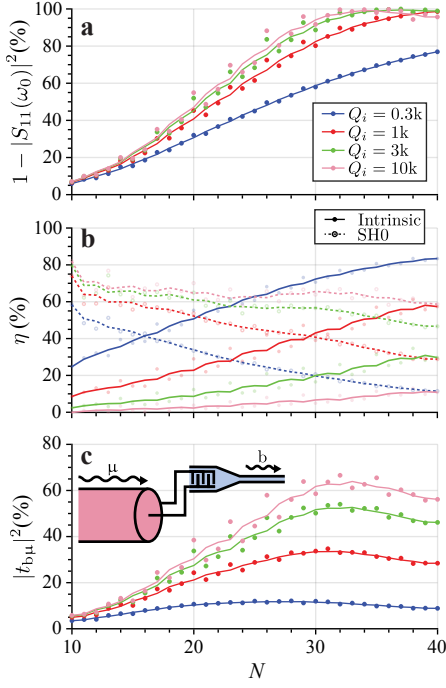 a
1 − |S₁₁(ω₀)|²(%)
100
80
60
40
20
0
Qᵢ = 0.3k
Qᵢ = 1k
Qᵢ = 3k
Qᵢ = 10k
b
η(%)
100
80
60
40
20
0
Intrinsic
SH0
c
|t_bμ|²(%)
80
60
40
20
0
μ
b
10
20
30
40
N